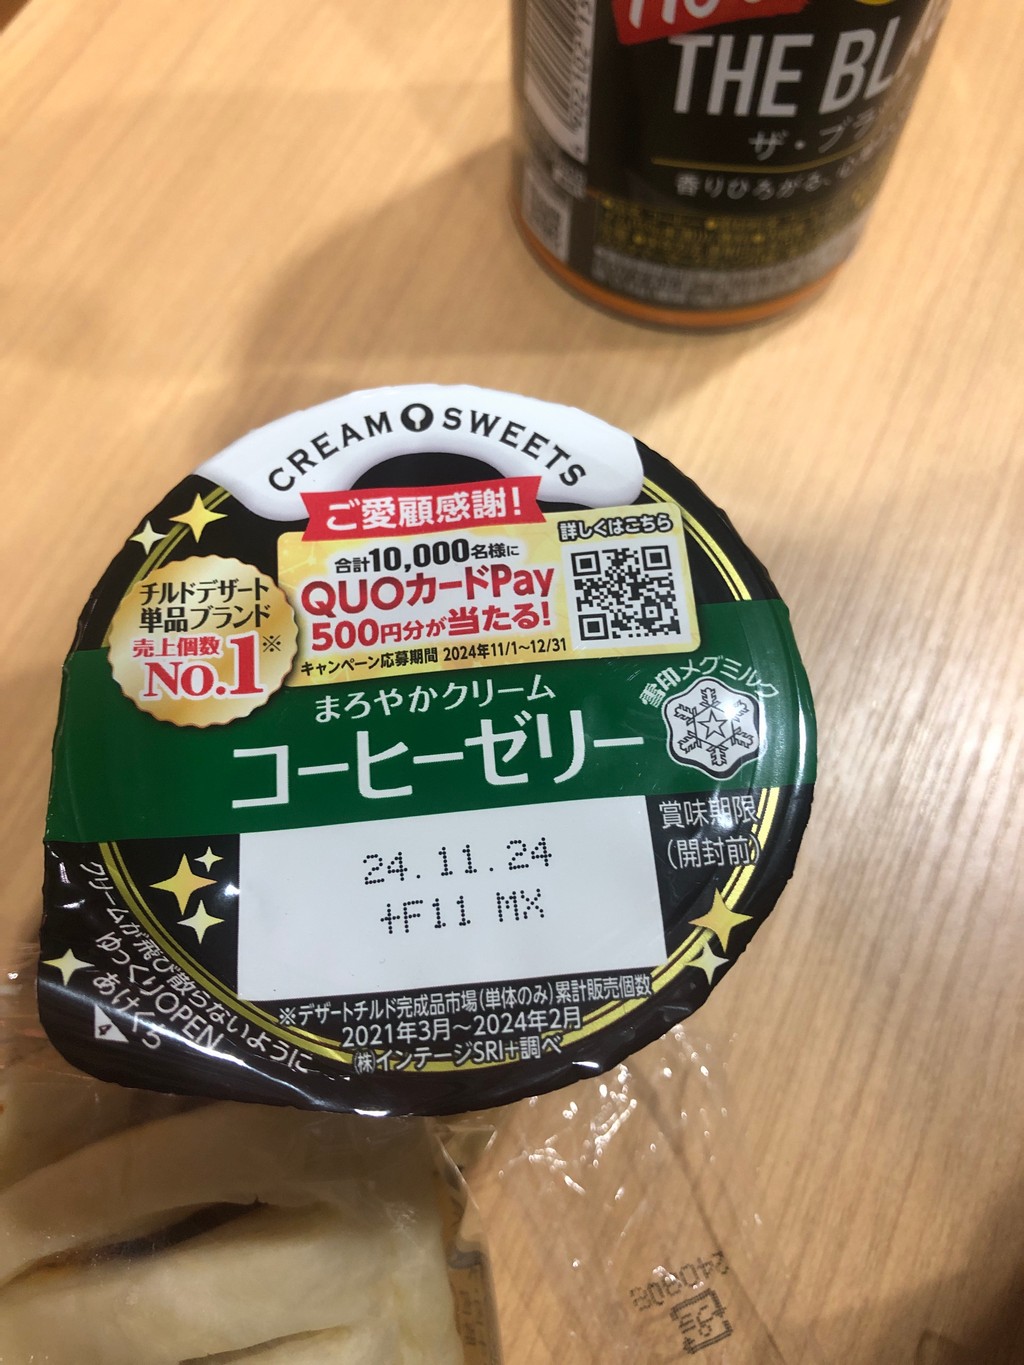 THE BL
ザ・ブラ
香りひろがる、
CREAM SWEETS
ご愛顧感謝!
詳しくはこちら
合計10,000名様に
QUOカードPay
500円分が当たる!
キャンペーン応募期間 2024年11/1~12/31
チルドデザート
単品ブランド
売上個数
No.1※
雪印メグミルク
まろやかクリーム
コーヒーゼリー
賞味期限
(開封前)
24.11.24
+F11 MX
クリームが飛び散らないように
ゆっくりOPEN
あけくち
※デザートチルド完成品市場(単体のみ)累計販売個数
2021年3月~2024年2月
(株)インテージSRI+調べ